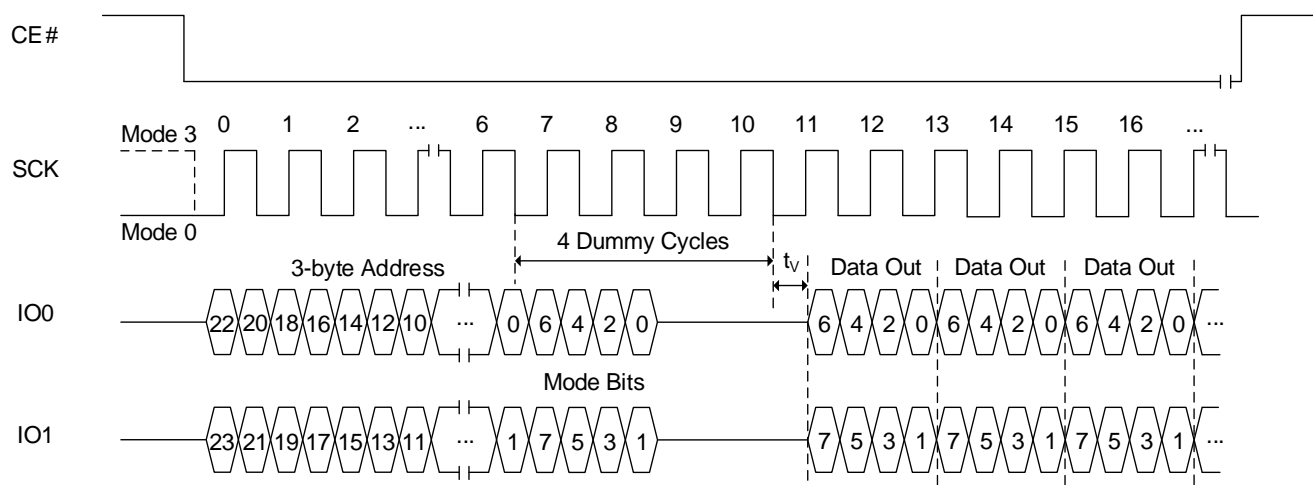 CE#
0 1 2 ... 6 7 8 9 10 11 12 13 14 15 16 ...
Mode 3
SCK
Mode 0
4 Dummy Cycles
3-byte Address
tV
Data Out Data Out Data Out
IO0
22 20 18 16 14 12 10 ... 0 6 4 2 0 6 4 2 0 6 4 2 0 6 4 2 0 ...
Mode Bits
IO1
23 21 19 17 15 13 11 ... 1 7 5 3 1 7 5 3 1 7 5 3 1 7 5 3 1 ...